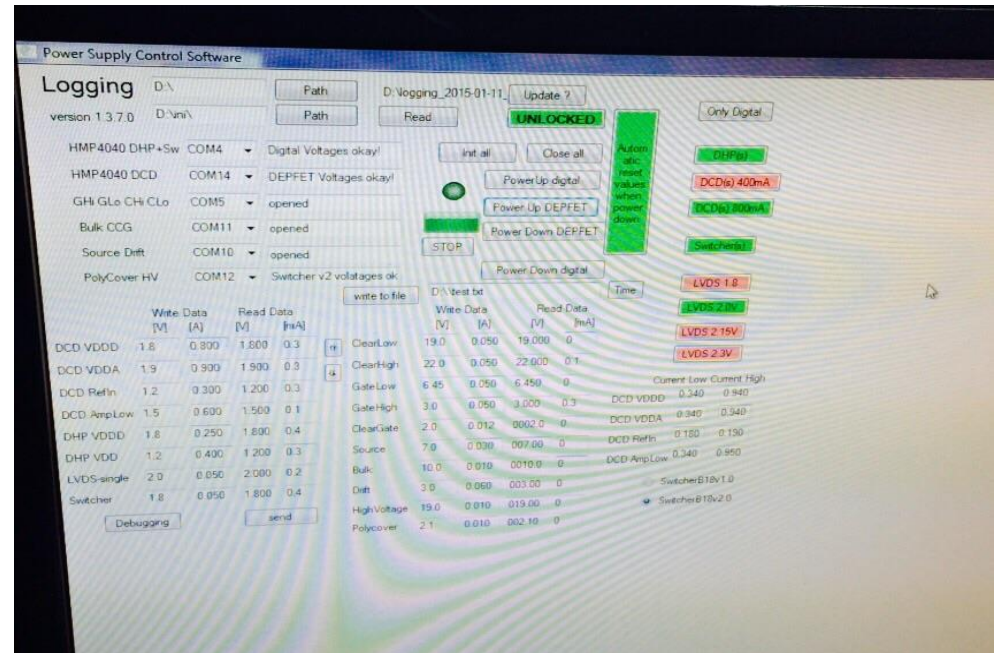 Power Supply Control Software
Logging D:\ Path D:\logging_2015-01-11_ Update ?
version 1.3.7.0 D:\ini\ Path Read UNLOCKED Only Digital
HMP4040 DHP+Sw COM4 Digital Voltages okay! Init all Close all
HMP4040 DCD COM14 DEPFET Voltages okay! PowerUp digital
GHi GLo CHi CLo COM5 opened Power Up DEPFET
Bulk CCG COM11 opened Power Down DEPFET
Source Drift COM10 opened STOP
PolyCover HV COM12 Switcher v2 volatages ok Power Down digital
Autom
atic
reset
values
when
power
down
DHP(s)
DCD(s) 400mA
DCD(s) 800mA
Switcher(s)
Time
LVDS 1.8
LVDS 2.0V
LVDS 2.15V
LVDS 2.3V
write to file D:\test.txt
Write Data Read Data
[V] [A] [V] [mA]
DCD VDDD 1.8 0.800 1.800 0.3
DCD VDDA 1.9 0.900 1.900 0.3
DCD RefIn 1.2 0.300 1.200 0.3
DCD AmpLow 1.5 0.600 1.500 0.1
DHP VDDD 1.8 0.250 1.800 0.4
DHP VDD 1.2 0.400 1.200 0.3
LVDS-single 2.0 0.050 2.000 0.2
Switcher 1.8 0.050 1.800 0.4
Debugging send
Write Data Read Data
[V] [A] [V] [mA]
ClearLow 19.0 0.050 19.000 0
ClearHigh 22.0 0.050 22.000 0.1
GateLow 6.45 0.050 6.450 0
GateHigh 3.0 0.050 3.000 0.3
ClearGate 2.0 0.012 0002.0 0
Source 7.0 0.030 007.00 0
Bulk 10.0 0.010 0010.0 0
Drift 3.0 0.060 003.00 0
HighVoltage 19.0 0.010 019.00 0
Polycover 2.1 0.010 002.10 0
Current Low Current High
DCD VDDD 0.340 0.940
DCD VDDA 0.340 0.940
DCD RefIn 0.180 0.190
DCD AmpLow 0.340 0.950
SwitcherB18v1.0
SwitcherB18v2.0